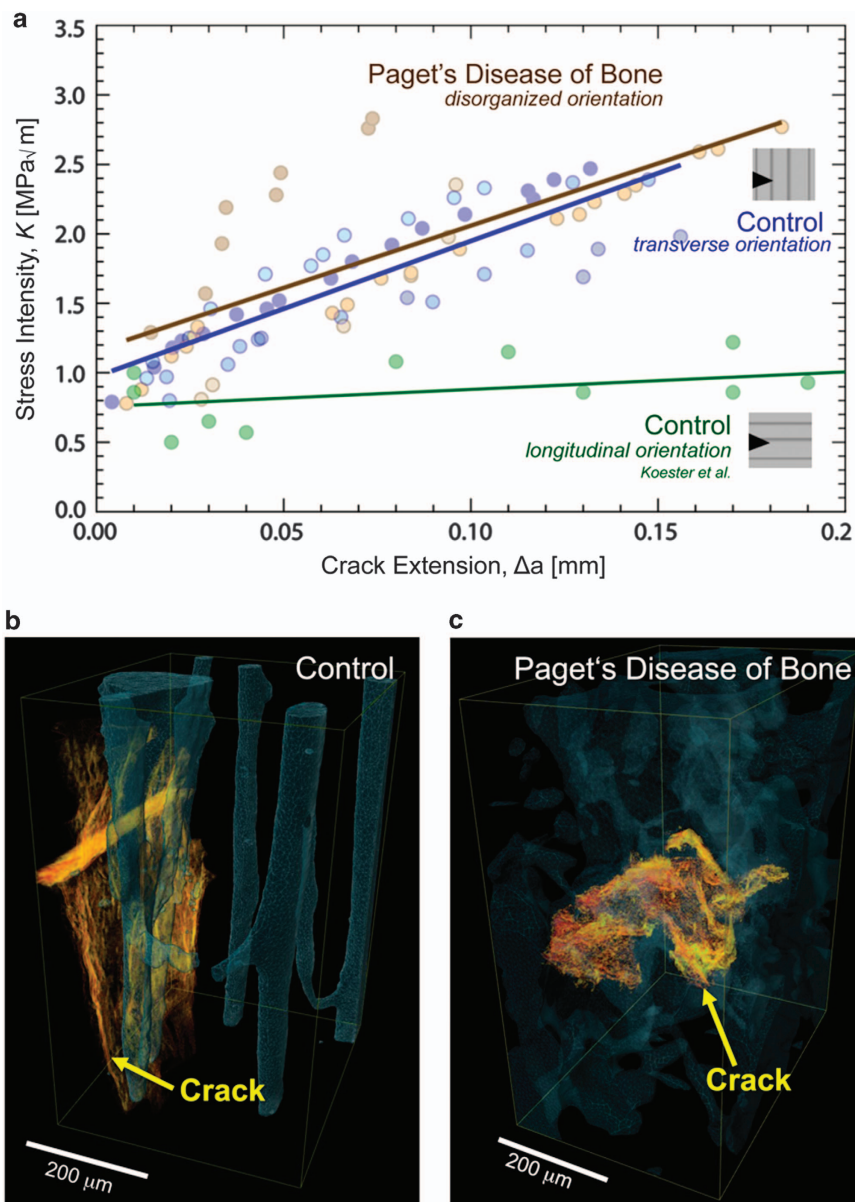 a
3.5
3.0
2.5
2.0
1.5
1.0
0.5
0.0
Stress Intensity, K [MPa√m]
Paget's Disease of Bone
disorganized orientation
Control
transverse orientation
Control
longitudinal orientation
Koester et al.
0.00
0.05
0.10
0.15
0.2
Crack Extension, Δa [mm]
b
Control
Crack
200 μm
c
Paget‘s Disease of Bone
Crack
200 μm